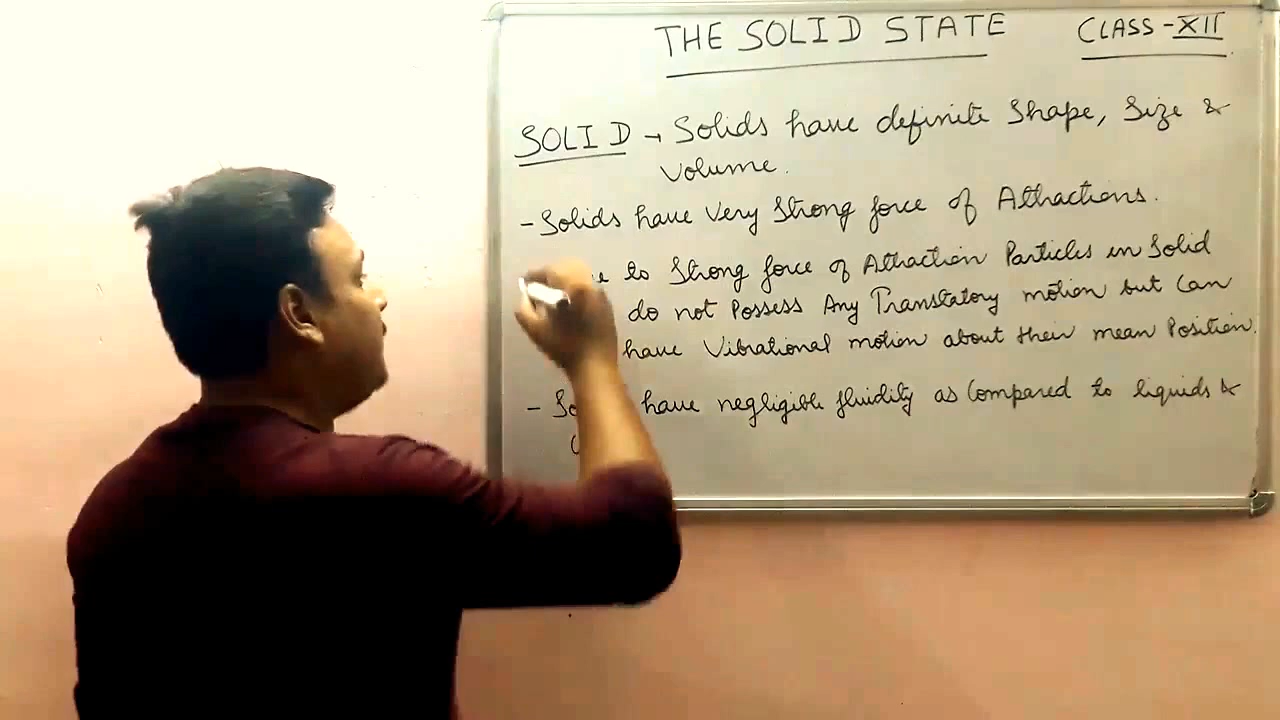 THE SOLID STATE CLASS-XII
SOLID → Solids have definite Shape, Size &
Volume.
- Solids have Very Strong force of Attractions.
to Strong force of Attraction Particles in Solid
do not Possess Any Translatory motion but Can
have Vibrational motion about their mean Position.
- have negligible fluidity as Compared to liquids &